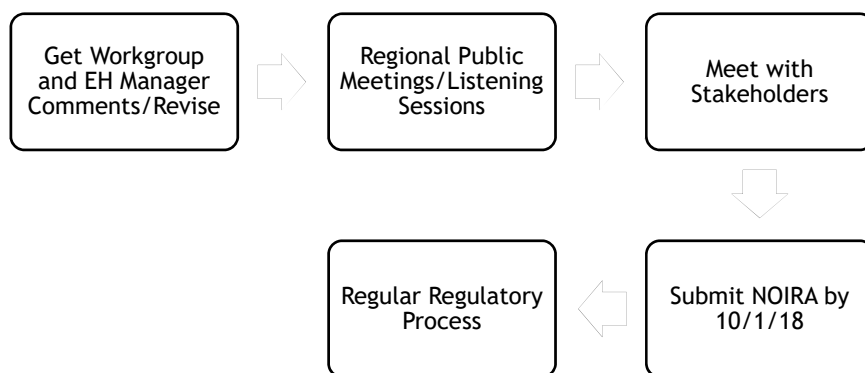 Get Workgroup
and EH Manager
Comments/Revise
Regional Public
Meetings/Listening
Sessions
Meet with
Stakeholders
Submit NOIRA by
10/1/18
Regular Regulatory
Process